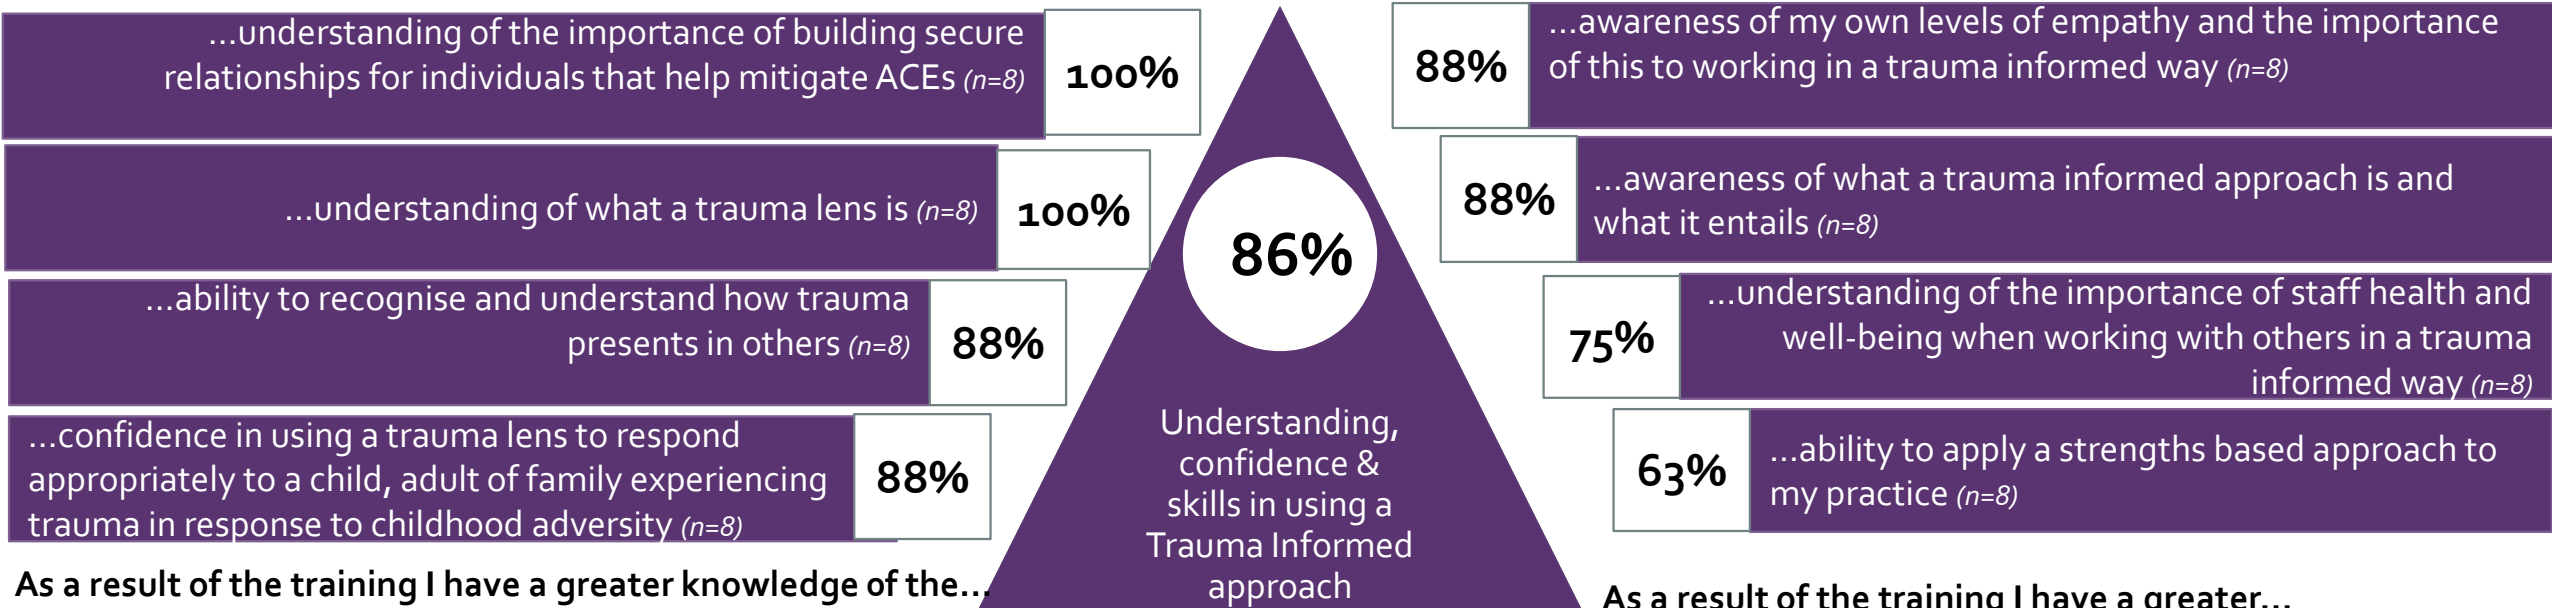 ...understanding of the importance of building secure
relationships for individuals that help mitigate ACEs (n=8)
100%
...understanding of what a trauma lens is (n=8)
100%
...ability to recognise and understand how trauma
presents in others (n=8)
88%
...confidence in using a trauma lens to respond
appropriately to a child, adult of family experiencing
trauma in response to childhood adversity (n=8)
88%
As a result of the training I have a greater knowledge of the...
86%
Understanding,
confidence &
skills in using a
Trauma Informed
approach
88%
...awareness of my own levels of empathy and the importance
of this to working in a trauma informed way (n=8)
88%
...awareness of what a trauma informed approach is and
what it entails (n=8)
75%
...understanding of the importance of staff health and
well-being when working with others in a trauma
informed way (n=8)
63%
...ability to apply a strengths based approach to
my practice (n=8)
As a result of the training I have a greater...